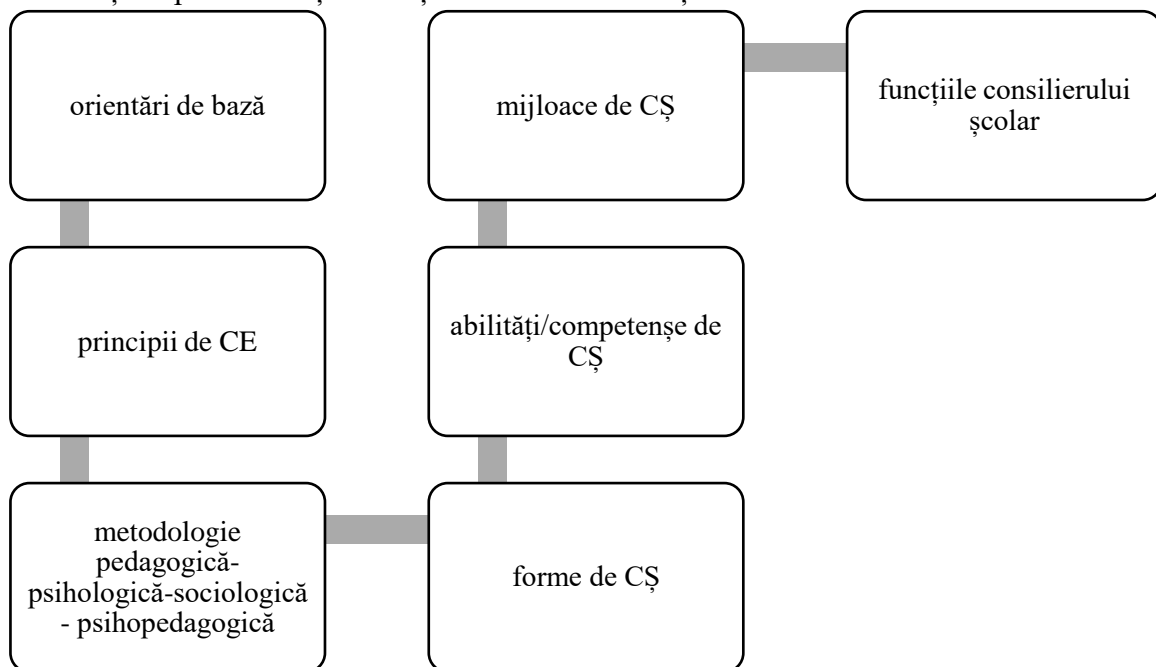 orientări de bază
principii de CE
metodologie
pedagogică-
psihologică-sociologică
- psihopedagogică
forme de CȘ
abilități/competențe de
CȘ
mijloace de CȘ
funcțiile consilierului
școlar